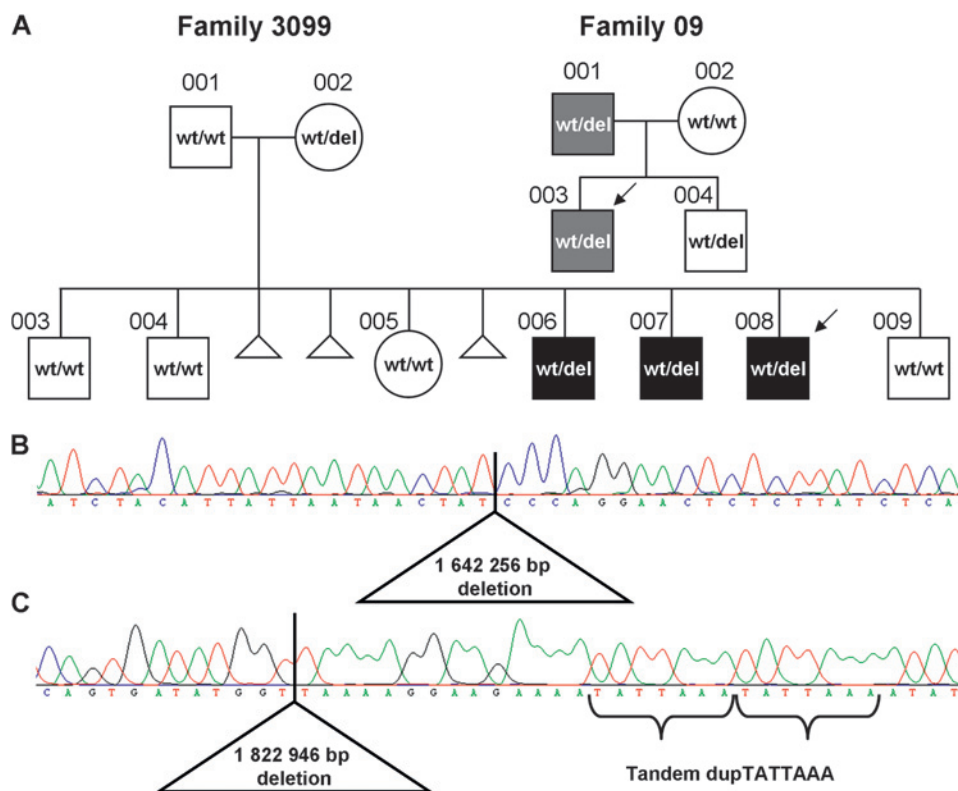 A
Family 3099
Family 09
001
002
wt/wt
wt/del
001
002
wt/del
wt/wt
003
004
wt/del
wt/del
003
004
005
006
007
008
009
wt/wt
wt/wt
wt/wt
wt/del
wt/del
wt/del
wt/wt
B
A T C T A C A T T A T T A A T A A C T A T C C C A G G A A C T C T C T T A T C T C A
1 642 256 bp
deletion
C
C A G T G A T A T G G T T A A A A G G A A G A A A A T A T T A A A T A T T A A A A T A T
1 822 946 bp
deletion
Tandem dupTATTAAA